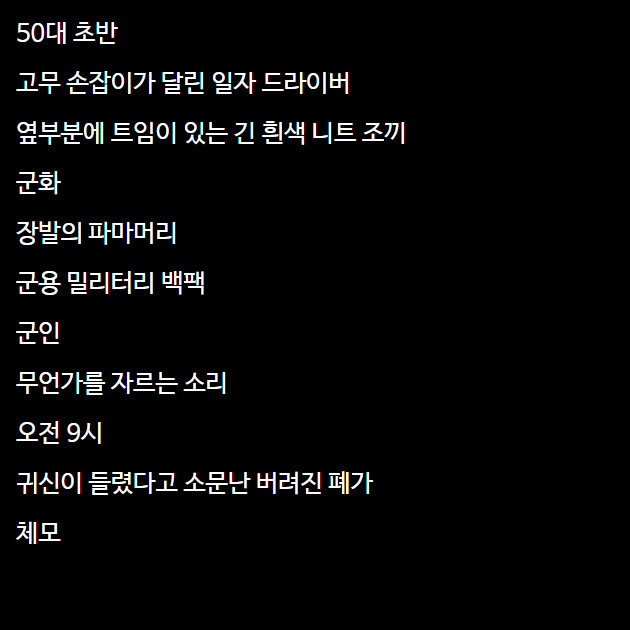 50대 초반
고무 손잡이가 달린 일자 드라이버
옆부분에 트임이 있는 긴 흰색 니트 조끼
군화
장발의 파마머리
군용 밀리터리 백팩
군인
무언가를 자르는 소리
오전 9시
귀신이 들렸다고 소문난 버려진 폐가
체모